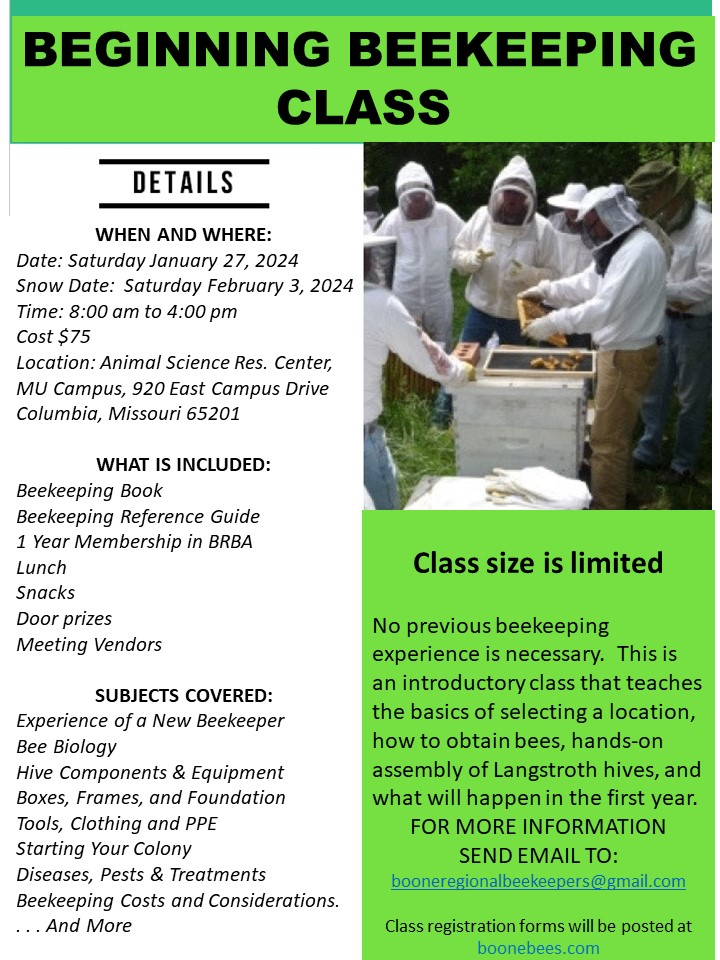 BEGINNING BEEKEEPING
CLASS
DETAILS
WHEN AND WHERE:
Date: Saturday January 27, 2024
Snow Date:  Saturday February 3, 2024
Time: 8:00 am to 4:00 pm
Cost $75
Location: Animal Science Res. Center,
MU Campus, 920 East Campus Drive
Columbia, Missouri 65201
WHAT IS INCLUDED:
Beekeeping Book
Beekeeping Reference Guide
1 Year Membership in BRBA
Lunch
Snacks
Door prizes
Meeting Vendors
SUBJECTS COVERED:
Experience of a New Beekeeper
Bee Biology
Hive Components & Equipment
Boxes, Frames, and Foundation
Tools, Clothing and PPE
Starting Your Colony
Diseases, Pests & Treatments
Beekeeping Costs and Considerations.
. . . And More
Class size is limited
No previous beekeeping
experience is necessary.  This is
an introductory class that teaches
the basics of selecting a location,
how to obtain bees, hands-on
assembly of Langstroth hives, and
what will happen in the first year.
FOR MORE INFORMATION
SEND EMAIL TO:
booneregionalbeekeepers@gmail.com
Class registration forms will be posted at
boonebees.com